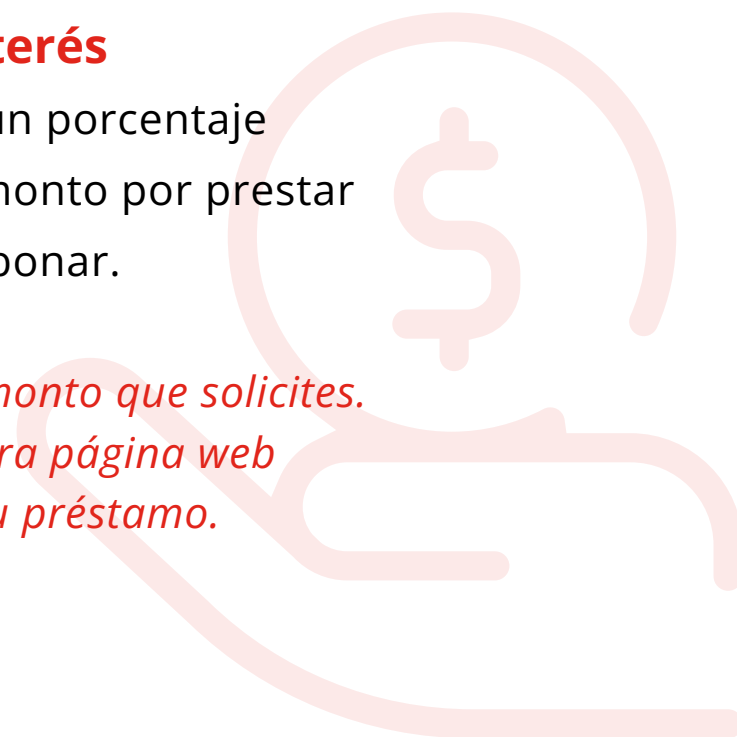 terés
un porcentaje
monto por prestar
bonar.
monto que solicites.
ra página web
u préstamo.